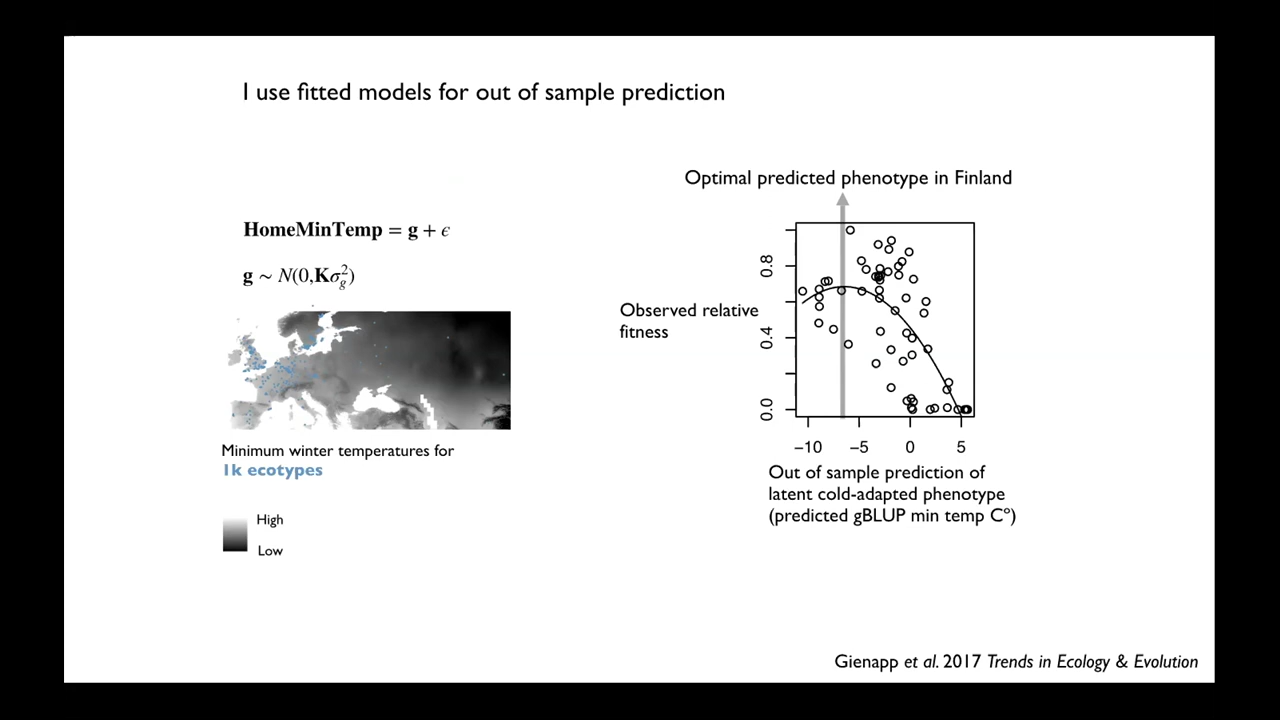 I use fitted models for out of sample prediction
HomeMinTemp = g + ϵ
g ∼ N(0,Kσ²g)
Minimum winter temperatures for
1k ecotypes
High
Low
Optimal predicted phenotype in Finland
Observed relative
fitness
0.8
0.4
0.0
−10 −5 0 5
Out of sample prediction of
latent cold-adapted phenotype
(predicted gBLUP min temp C°)
Gienapp et al. 2017 Trends in Ecology & Evolution